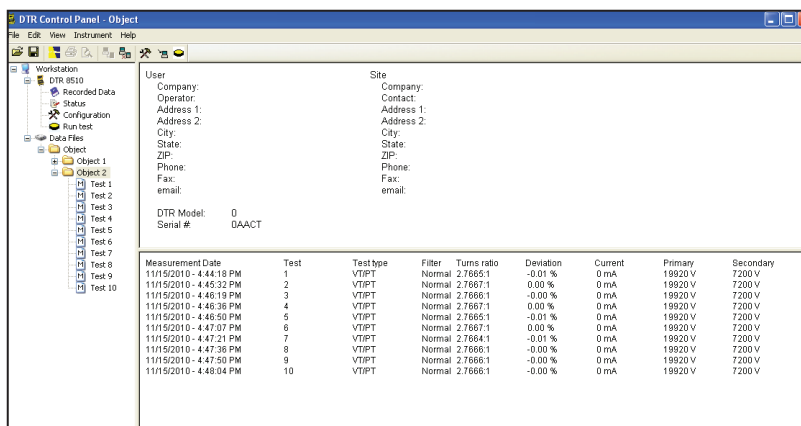 DTR Control Panel - Object
File Edit View Instrument Help
Workstation
DTR 8510
Recorded Data
Status
Configuration
Run test
Data Files
Object
Object 1
Object 2
M Test 1
M Test 2
M Test 3
M Test 4
M Test 5
M Test 6
M Test 7
M Test 8
M Test 9
M Test 10
User Site
Company: Company:
Operator: Contact:
Address 1: Address 1:
Address 2: Address 2:
City: City:
State: State:
ZIP: ZIP:
Phone: Phone:
Fax: Fax:
email: email:
DTR Model: 0
Serial #: 0AACT
Measurement Date Test Test type Filter Turns ratio Deviation Current Primary Secondary
11/15/2010 - 4:44:18 PM 1 VT/PT Normal 2.7665:1 -0.01 % 0 mA 19920 V 7200 V
11/15/2010 - 4:45:32 PM 2 VT/PT Normal 2.7667:1 0.00 % 0 mA 19920 V 7200 V
11/15/2010 - 4:46:19 PM 3 VT/PT Normal 2.7666:1 -0.00 % 0 mA 19920 V 7200 V
11/15/2010 - 4:46:36 PM 4 VT/PT Normal 2.7667:1 0.00 % 0 mA 19920 V 7200 V
11/15/2010 - 4:46:50 PM 5 VT/PT Normal 2.7665:1 -0.01 % 0 mA 19920 V 7200 V
11/15/2010 - 4:47:07 PM 6 VT/PT Normal 2.7667:1 0.00 % 0 mA 19920 V 7200 V
11/15/2010 - 4:47:21 PM 7 VT/PT Normal 2.7664:1 -0.01 % 0 mA 19920 V 7200 V
11/15/2010 - 4:47:36 PM 8 VT/PT Normal 2.7666:1 -0.00 % 0 mA 19920 V 7200 V
11/15/2010 - 4:47:50 PM 9 VT/PT Normal 2.7666:1 -0.00 % 0 mA 19920 V 7200 V
11/15/2010 - 4:48:04 PM 10 VT/PT Normal 2.7666:1 -0.00 % 0 mA 19920 V 7200 V